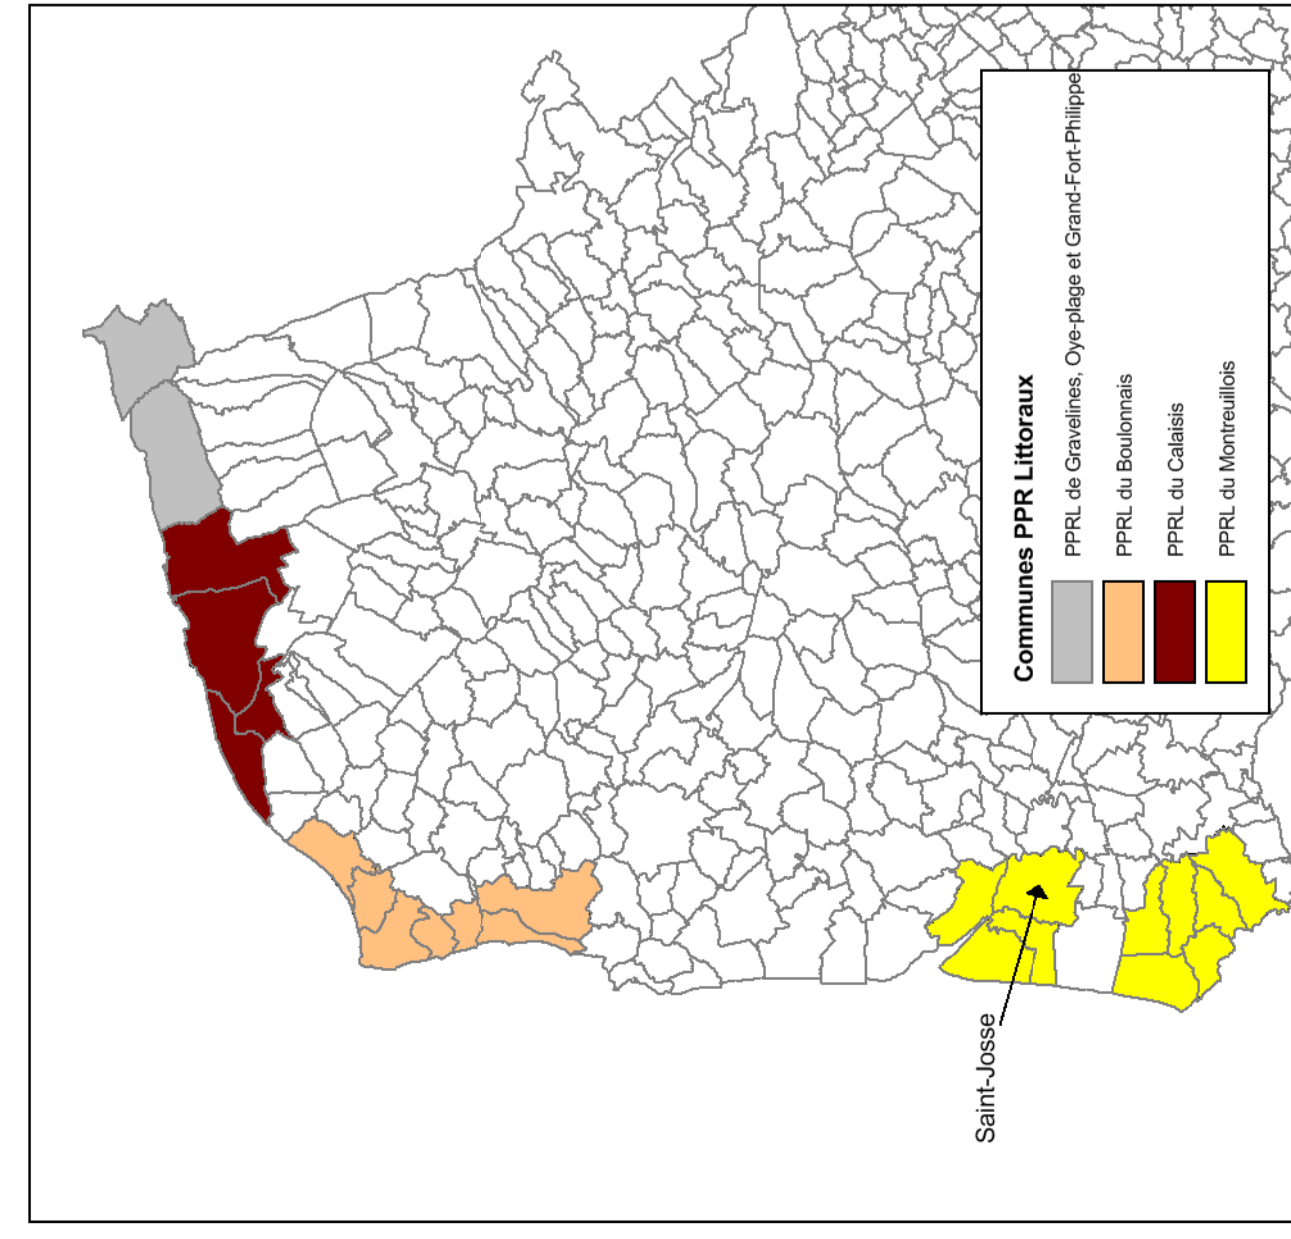 Communes PPR Littoraux
PPRL de Gravelines, Oye-plage et Grand-Fort-Philippe
PPRL du Boulonnais
PPRL du Calaisis
PPRL du Montreuillois
Saint-Josse